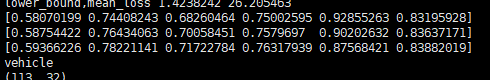 lower_bound,mean_loss 1.4238242 26.205463
[0.58070199 0.74408243 0.68260464 0.75002595 0.92855263 0.83195928]
[0.58754422 0.76434063 0.70058451 0.7579697  0.90202632 0.83637171]
[0.59366226 0.78221141 0.71722784 0.76317939 0.87568421 0.83882019]
vehicle
(113, 32)